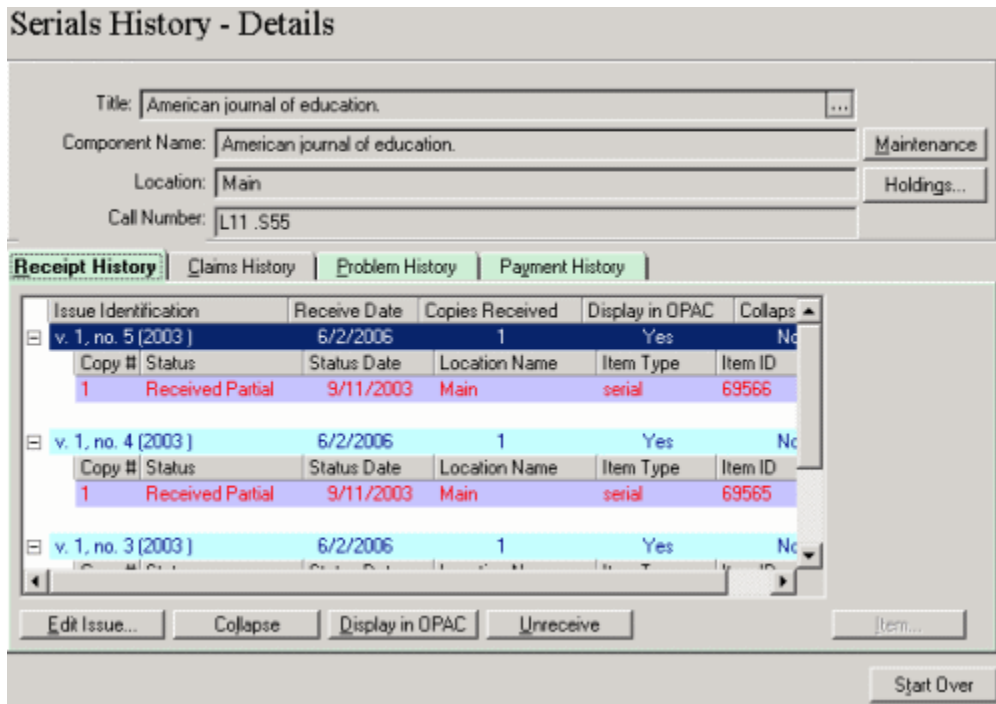 Serials History - Details
Title: American journal of education. ...
Component Name: American journal of education. Maintenance
Location: Main Holdings...
Call Number: L11 .S55
Receipt History Claims History Problem History Payment History
Issue Identification Receive Date Copies Received Display in OPAC Collaps
v. 1, no. 5 (2003 ) 6/2/2006 1 Yes No
Copy # Status Status Date Location Name Item Type Item ID
1 Received Partial 9/11/2003 Main serial 69566
v. 1, no. 4 (2003 ) 6/2/2006 1 Yes No
Copy # Status Status Date Location Name Item Type Item ID
1 Received Partial 9/11/2003 Main serial 69565
v. 1, no. 3 (2003 ) 6/2/2006 1 Yes No
Edit Issue... Collapse Display in OPAC Unreceive Item...
Start Over